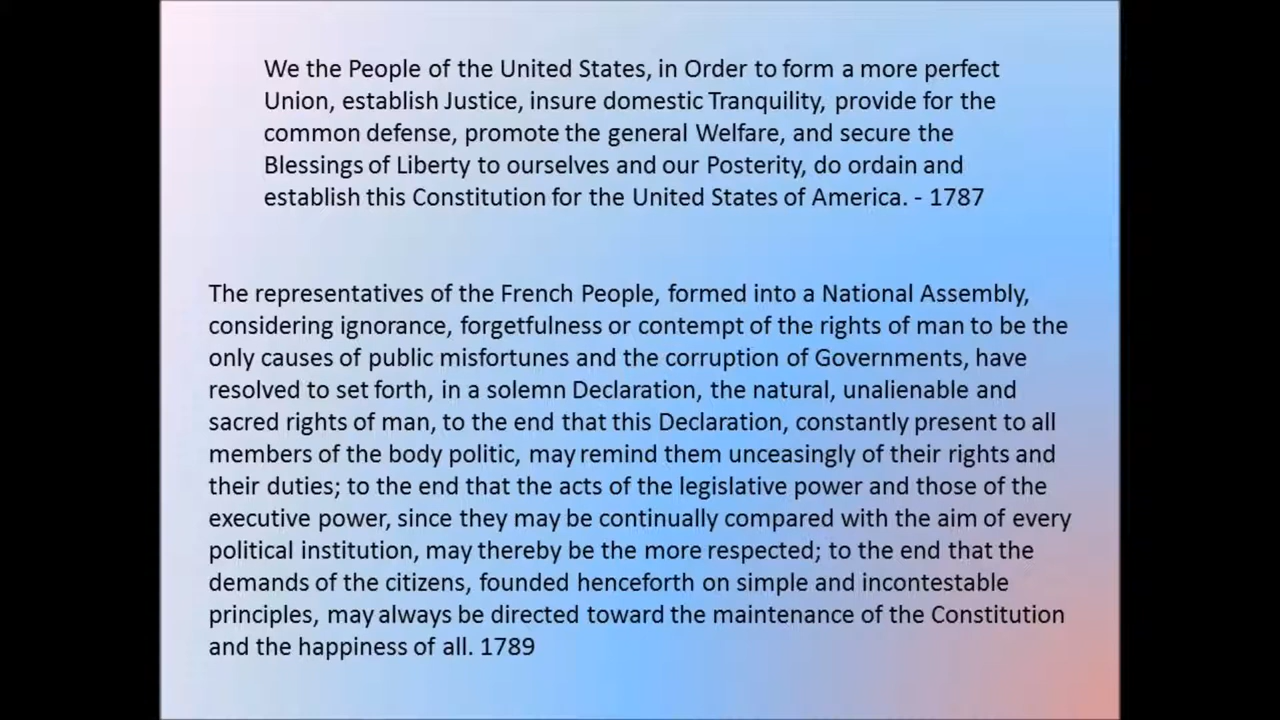 We the People of the United States, in Order to form a more perfect
Union, establish Justice, insure domestic Tranquility, provide for the
common defense, promote the general Welfare, and secure the
Blessings of Liberty to ourselves and our Posterity, do ordain and
establish this Constitution for the United States of America. - 1787
The representatives of the French People, formed into a National Assembly,
considering ignorance, forgetfulness or contempt of the rights of man to be the
only causes of public misfortunes and the corruption of Governments, have
resolved to set forth, in a solemn Declaration, the natural, unalienable and
sacred rights of man, to the end that this Declaration, constantly present to all
members of the body politic, may remind them unceasingly of their rights and
their duties; to the end that the acts of the legislative power and those of the
executive power, since they may be continually compared with the aim of every
political institution, may thereby be the more respected; to the end that the
demands of the citizens, founded henceforth on simple and incontestable
principles, may always be directed toward the maintenance of the Constitution
and the happiness of all. 1789